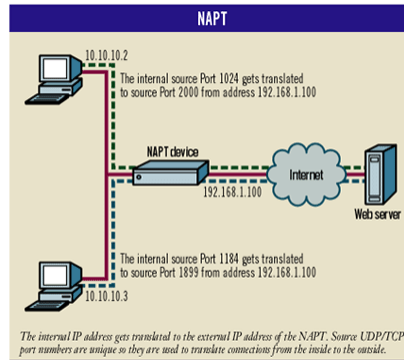 NAPT
10.10.10.2
The internal source Port 1024 gets translated
to source Port 2000 from address 192.168.1.100
NAPT device
Internet
192.168.1.100
Web server
The internal source Port 1184 gets translated
to source Port 1899 from address 192.168.1.100
10.10.10.3
The internal IP address gets translated to the external IP address of the NAPT. Source UDP/TCP
port numbers are unique so they are used to translate connections from the inside to the outside.